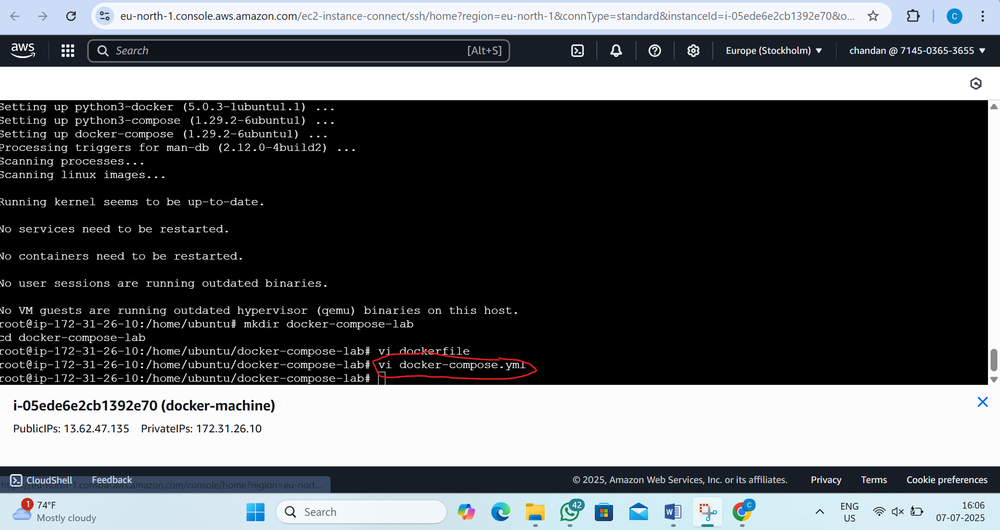 eu-north-1.console.aws.amazon.com/ec2-instance-connect/ssh/home?region=eu-north-1&connType=standard&instanceId=i-05ede6e2cb1392e70&o...
C
aws
Search
[Alt+S]
Europe (Stockholm)
chandan @ 7145-0365-3655
Setting up python3-docker (5.0.3-1ubuntu1.1) ...
Setting up python3-compose (1.29.2-6ubuntu1) ...
Setting up docker-compose (1.29.2-6ubuntu1) ...
Processing triggers for man-db (2.12.0-4build2) ...
Scanning processes...
Scanning linux images...
Running kernel seems to be up-to-date.
No services need to be restarted.
No containers need to be restarted.
No user sessions are running outdated binaries.
No VM guests are running outdated hypervisor (qemu) binaries on this host.
root@ip-172-31-26-10:/home/ubuntu# mkdir docker-compose-lab
cd docker-compose-lab
root@ip-172-31-26-10:/home/ubuntu/docker-compose-lab# vi dockerfile
root@ip-172-31-26-10:/home/ubuntu/docker-compose-lab# vi docker-compose.yml
root@ip-172-31-26-10:/home/ubuntu/docker-compose-lab#
i-05ede6e2cb1392e70 (docker-machine)
PublicIPs: 13.62.47.135 PrivateIPs: 172.31.26.10
CloudShell
Feedback
https://eu-north-1.console.aws.amazon.com/console/home?region=eu-nort...
© 2025, Amazon Web Services, Inc. or its affiliates.
Privacy
Terms
Cookie preferences
1
74°F
Mostly cloudy
Search
42
W
C
ENG
US
16:06
07-07-2025